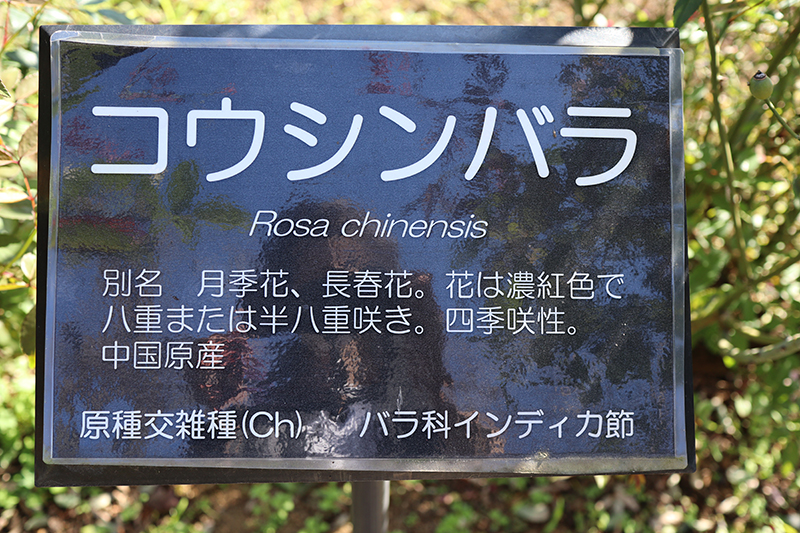 コウシンバラ
Rosa chinensis
別名　月季花、長春花。花は濃紅色で
八重または半八重咲き。四季咲性。
中国原産
原種交雑種(Ch)　バラ科インディカ節